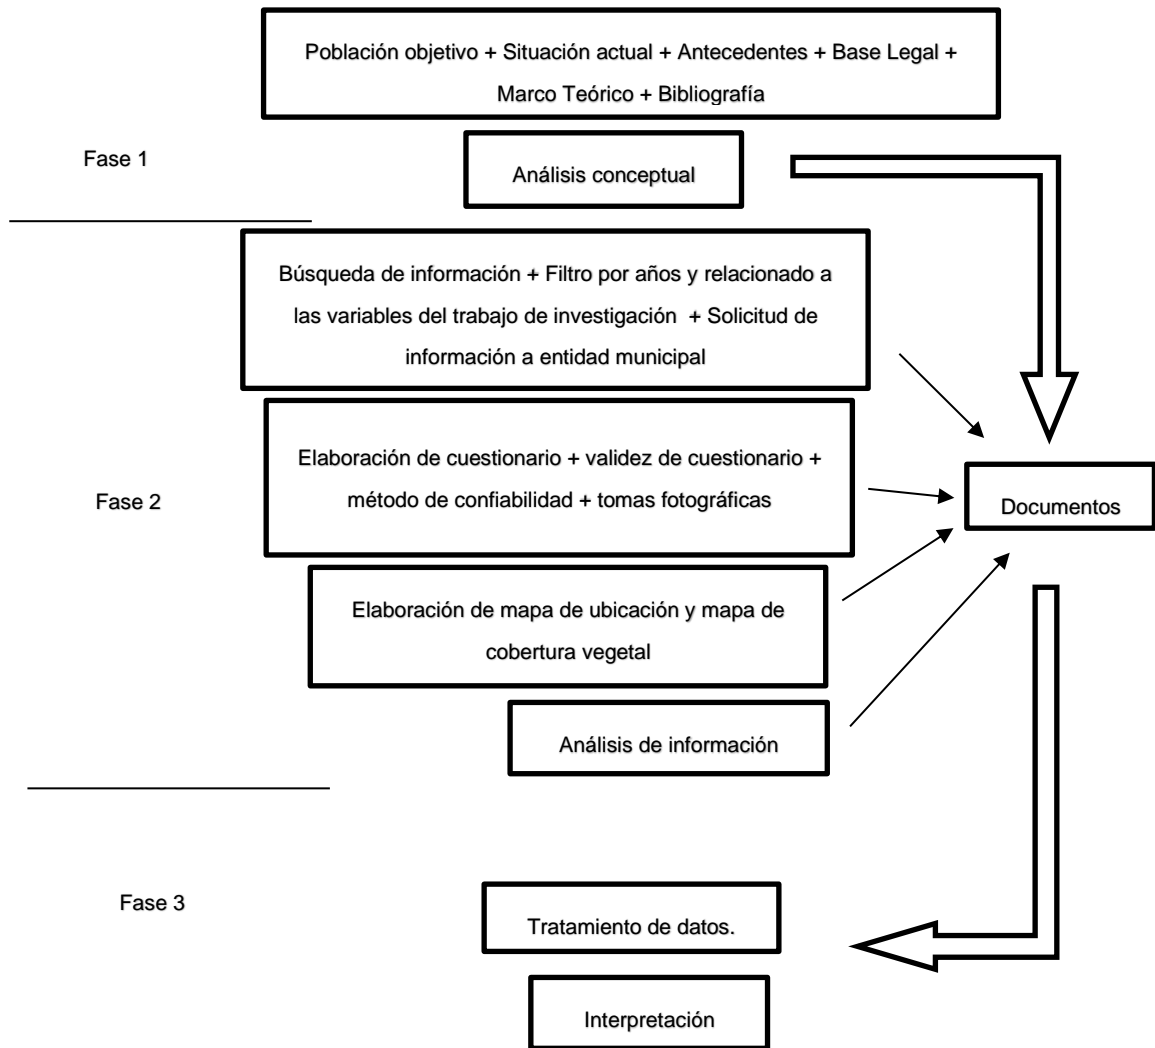 Población objetivo + Situación actual + Antecedentes + Base Legal +
Marco Teórico + Bibliografía
Fase 1
Análisis conceptual
Búsqueda de información + Filtro por años y relacionado a
las variables del trabajo de investigación + Solicitud de
información a entidad municipal
Elaboración de cuestionario + validez de cuestionario +
método de confiabilidad + tomas fotográficas
Fase 2
Documentos
Elaboración de mapa de ubicación y mapa de
cobertura vegetal
Análisis de información
Fase 3
Tratamiento de datos.
Interpretación